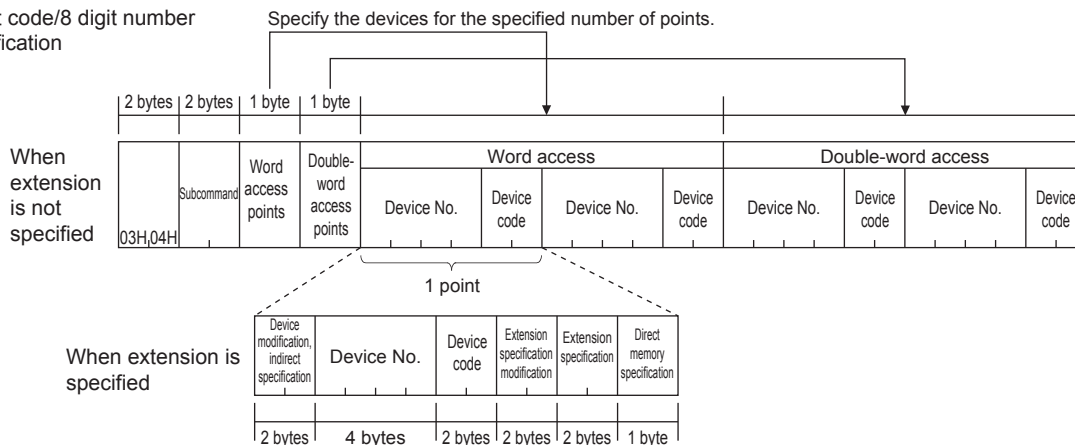 t code/8 digit number
fication
Specify the devices for the specified number of points.
2 bytes 2 bytes 1 byte 1 byte
When
extension
is not
specified
03H,04H
Subcommand
Word
access
points
Double-
word
access
points
Word access
Double-word access
Device No.
Device
code
Device No.
Device
code
Device No.
Device
code
Device No.
Device
code
1 point
When extension is
specified
Device
modification,
indirect
specification
Device No.
Device
code
Extension
specification
modification
Extension
specification
Direct
memory
specification
2 bytes 4 bytes 2 bytes 2 bytes 2 bytes 1 byte